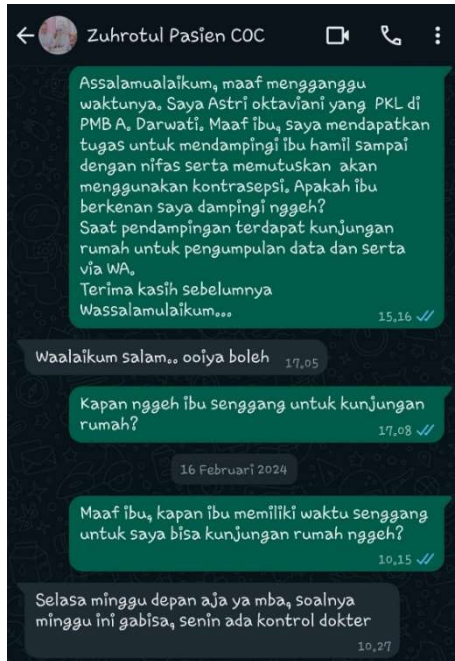 Zuhrotul Pasien COC
Assalamualaikum, maaf mengganggu
waktunya. Saya Astri oktaviani yang PKL di
PMB A. Darwati. Maaf ibu, saya mendapatkan
tugas untuk mendampingi ibu hamil sampai
dengan nifas serta memutuskan akan
menggunakan kontrasepsi. Apakah ibu
berkenan saya dampingi nggeh?
Saat pendampingan terdapat kunjungan
rumah untuk pengumpulan data dan serta
via WA.
Terima kasih sebelumnya
Wassalamulaikum...
15.16
Waalaikum salam.. ooiya boleh 17.05
Kapan nggeh ibu senggang untuk kunjungan
rumah?
17.08
16 Februari 2024
Maaf ibu, kapan ibu memiliki waktu senggang
untuk saya bisa kunjungan rumah nggeh?
10.15
Selasa minggu depan aja ya mba, soalnya
minggu ini gabisa, senin ada kontrol dokter
10.27